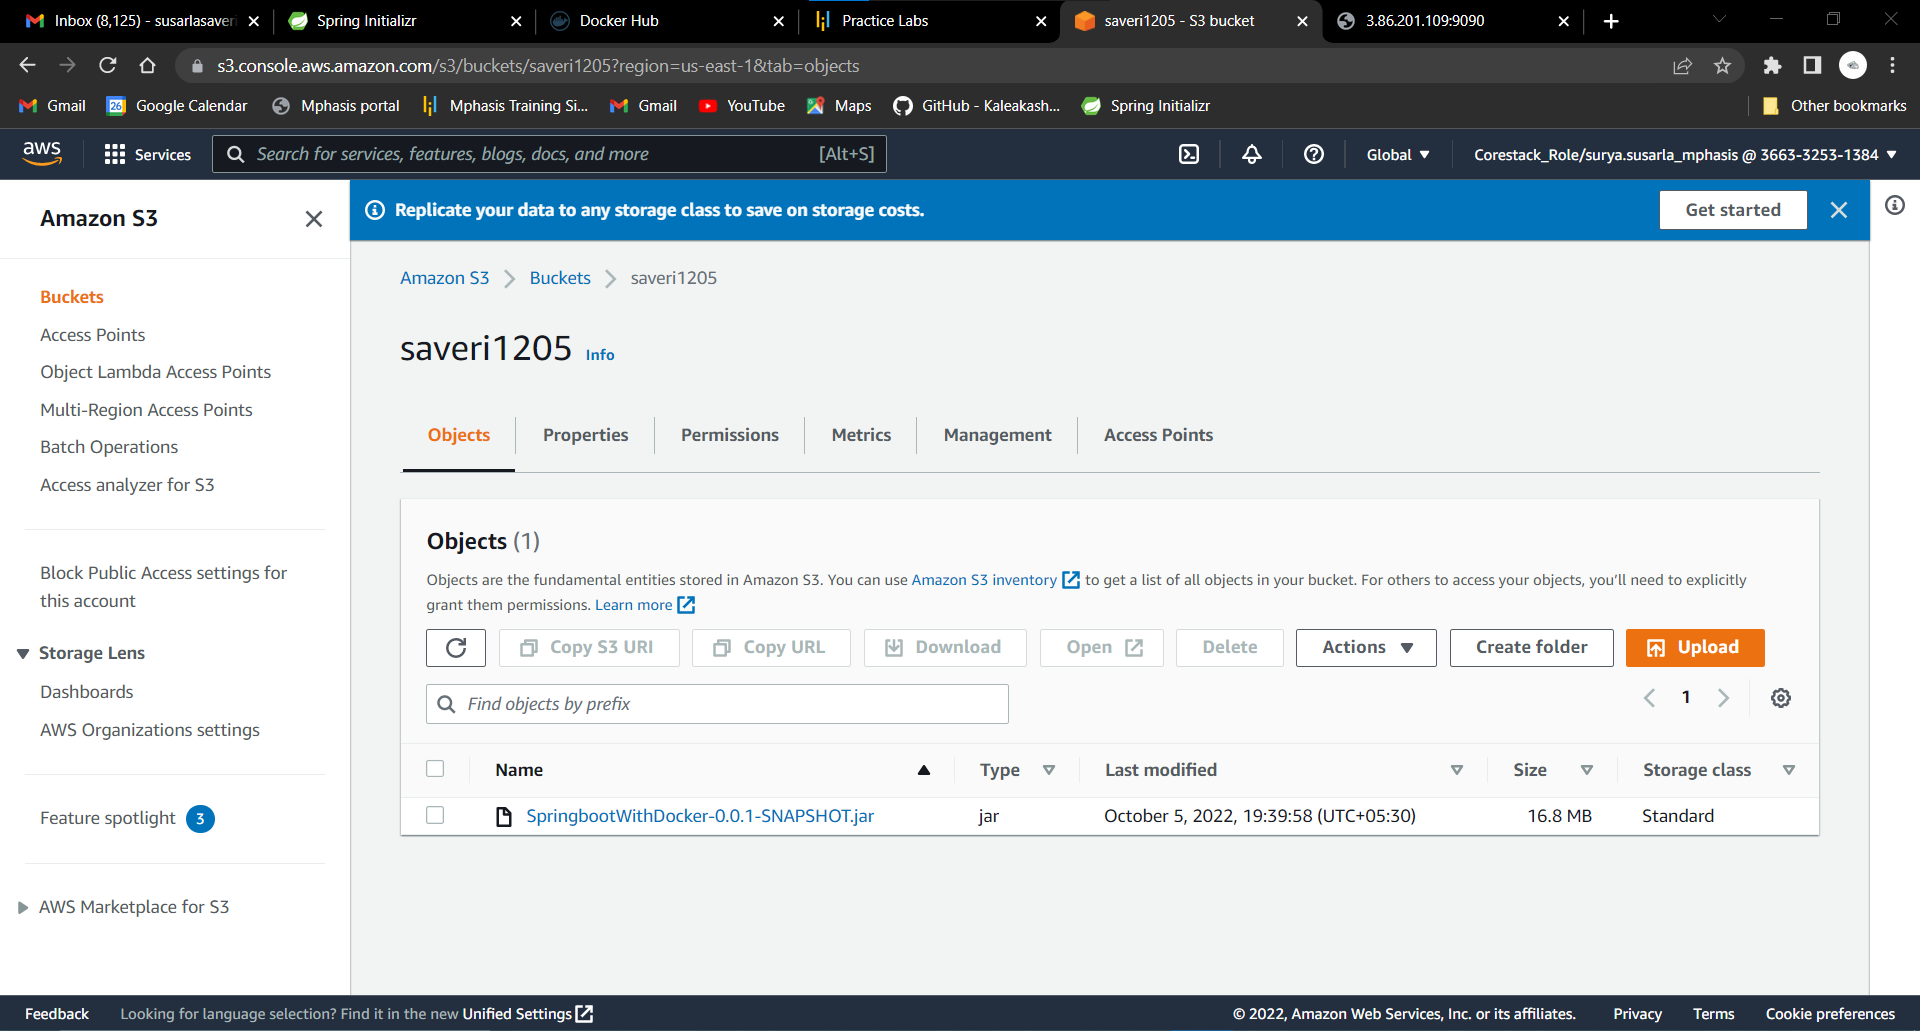 Inbox (8,125) - susarlasaveri
Spring Initializr
Docker Hub
Practice Labs
saveri1205 - S3 bucket
3.86.201.109:9090
s3.console.aws.amazon.com/s3/buckets/saveri1205?region=us-east-1&tab=objects
Gmail
26
Google Calendar
Mphasis portal
Mphasis Training Si...
Gmail
YouTube
Maps
GitHub - Kaleakash...
Spring Initializr
Other bookmarks
aws
Services
Search for services, features, blogs, docs, and more
[Alt+S]
Global
Corestack_Role/surya.susarla_mphasis @ 3663-3253-1384
Amazon S3
Replicate your data to any storage class to save on storage costs.
Get started
Buckets
Access Points
Object Lambda Access Points
Multi-Region Access Points
Batch Operations
Access analyzer for S3
Block Public Access settings for
this account
Storage Lens
Dashboards
AWS Organizations settings
Feature spotlight 3
AWS Marketplace for S3
Amazon S3
Buckets
saveri1205
saveri1205 Info
Objects
Properties
Permissions
Metrics
Management
Access Points
Objects (1)
Objects are the fundamental entities stored in Amazon S3. You can use Amazon S3 inventory to get a list of all objects in your bucket. For others to access your objects, you'll need to explicitly
grant them permissions. Learn more
Copy S3 URI
Copy URL
Download
Open
Delete
Actions
Create folder
Upload
Find objects by prefix
1
Name
Type
Last modified
Size
Storage class
SpringbootWithDocker-0.0.1-SNAPSHOT.jar
jar
October 5, 2022, 19:39:58 (UTC+05:30)
16.8 MB
Standard
Feedback
Looking for language selection? Find it in the new Unified Settings
© 2022, Amazon Web Services, Inc. or its affiliates.
Privacy
Terms
Cookie preferences